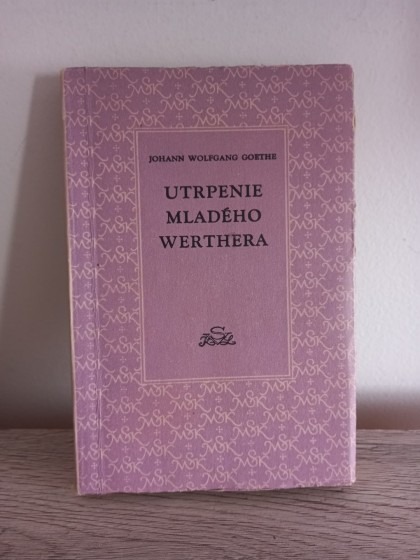 JOHANN WOLFGANG GOETHE
UTRPENIE
MLADÉHO
WERTHERA